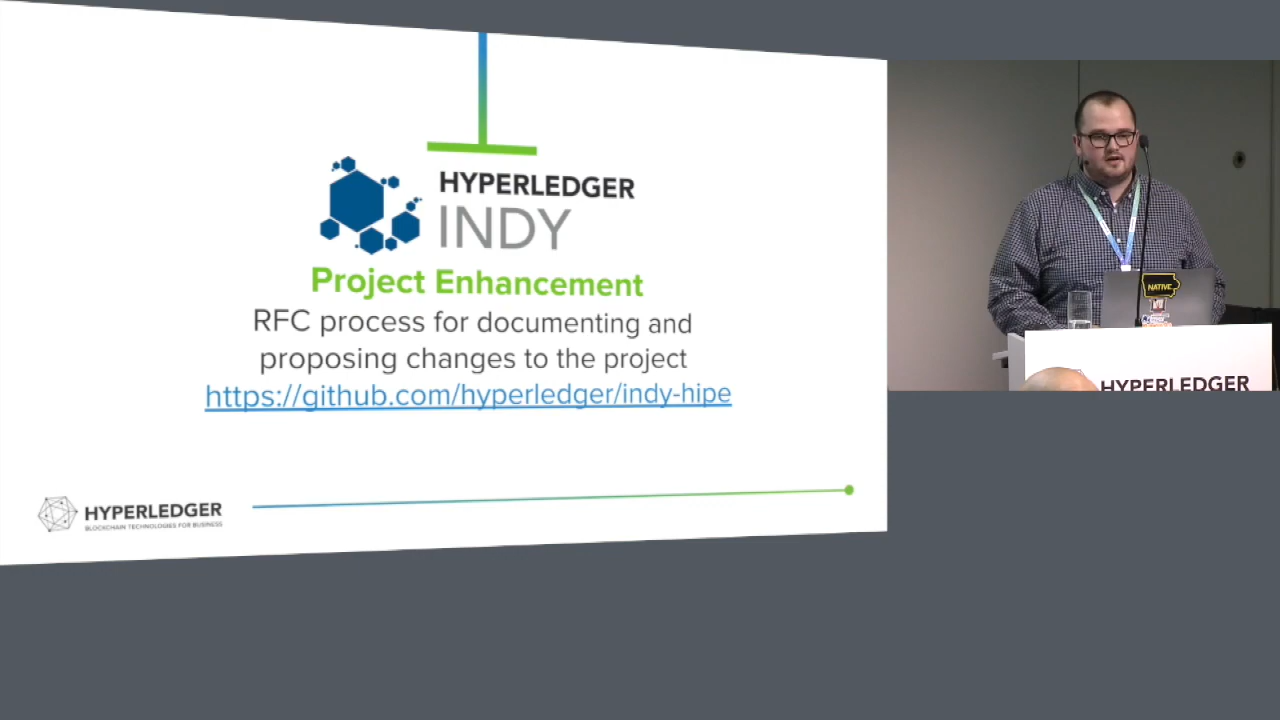 HYPERLEDGER
INDY
Project Enhancement
RFC process for documenting and
proposing changes to the project
https://github.com/hyperledger/indy-hipe
HYPERLEDGER
BLOCKCHAIN TECHNOLOGIES FOR BUSINESS
NATIVE
HYPERLEDGER